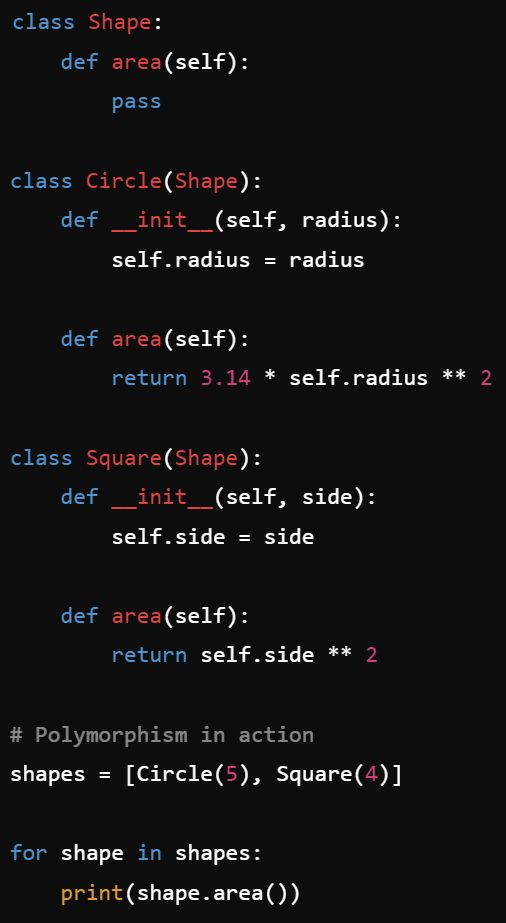 class Shape:
    def area(self):
        pass

class Circle(Shape):
    def __init__(self, radius):
        self.radius = radius

    def area(self):
        return 3.14 * self.radius ** 2

class Square(Shape):
    def __init__(self, side):
        self.side = side

    def area(self):
        return self.side ** 2

# Polymorphism in action
shapes = [Circle(5), Square(4)]

for shape in shapes:
    print(shape.area())